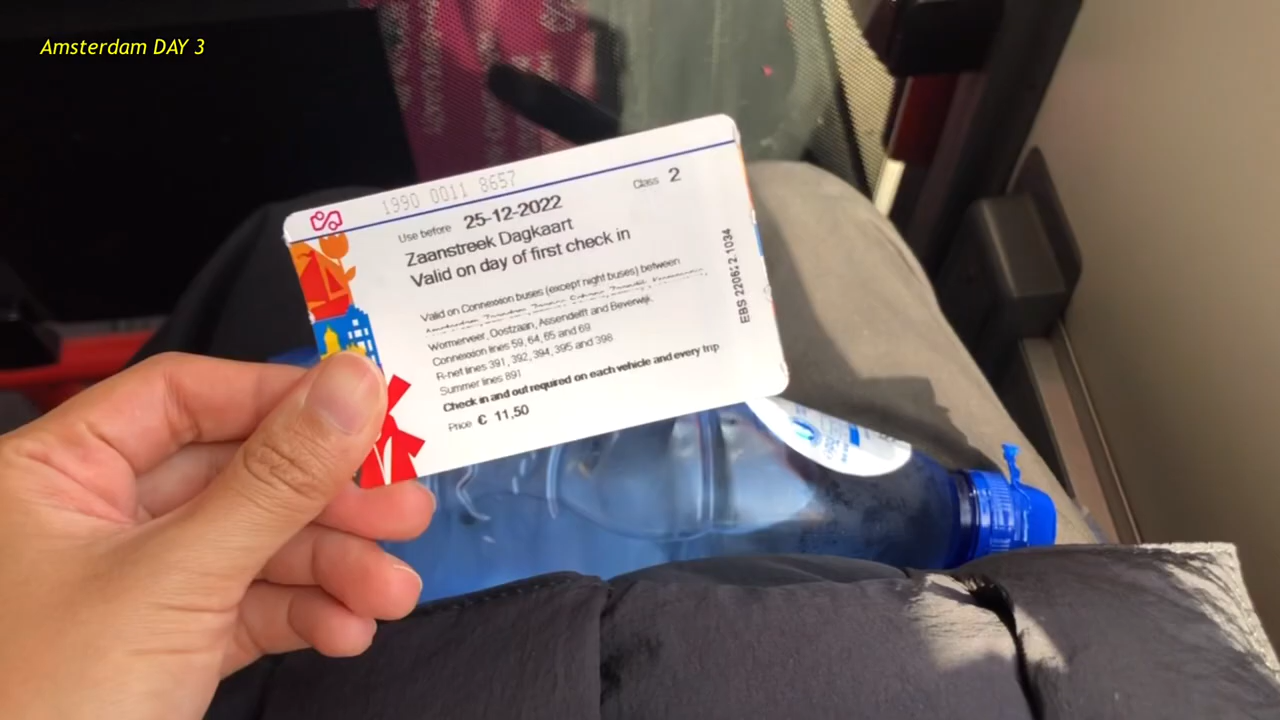 Amsterdam DAY 3
1990 0011 8657
Class 2
Use before 25-12-2022
Zaanstreek Dagkaart
Valid on day of first check in
Valid on Connexxion buses (except night buses) between
Wormerveer, Oostzaan, Assendelft and Beverwijk.
Connexxion lines 59, 64, 65 and 69
R-net lines 391, 392, 394, 395 and 398
Summer lines 891
Check in and out required on each vehicle and every trip
Price € 11,50
EBS